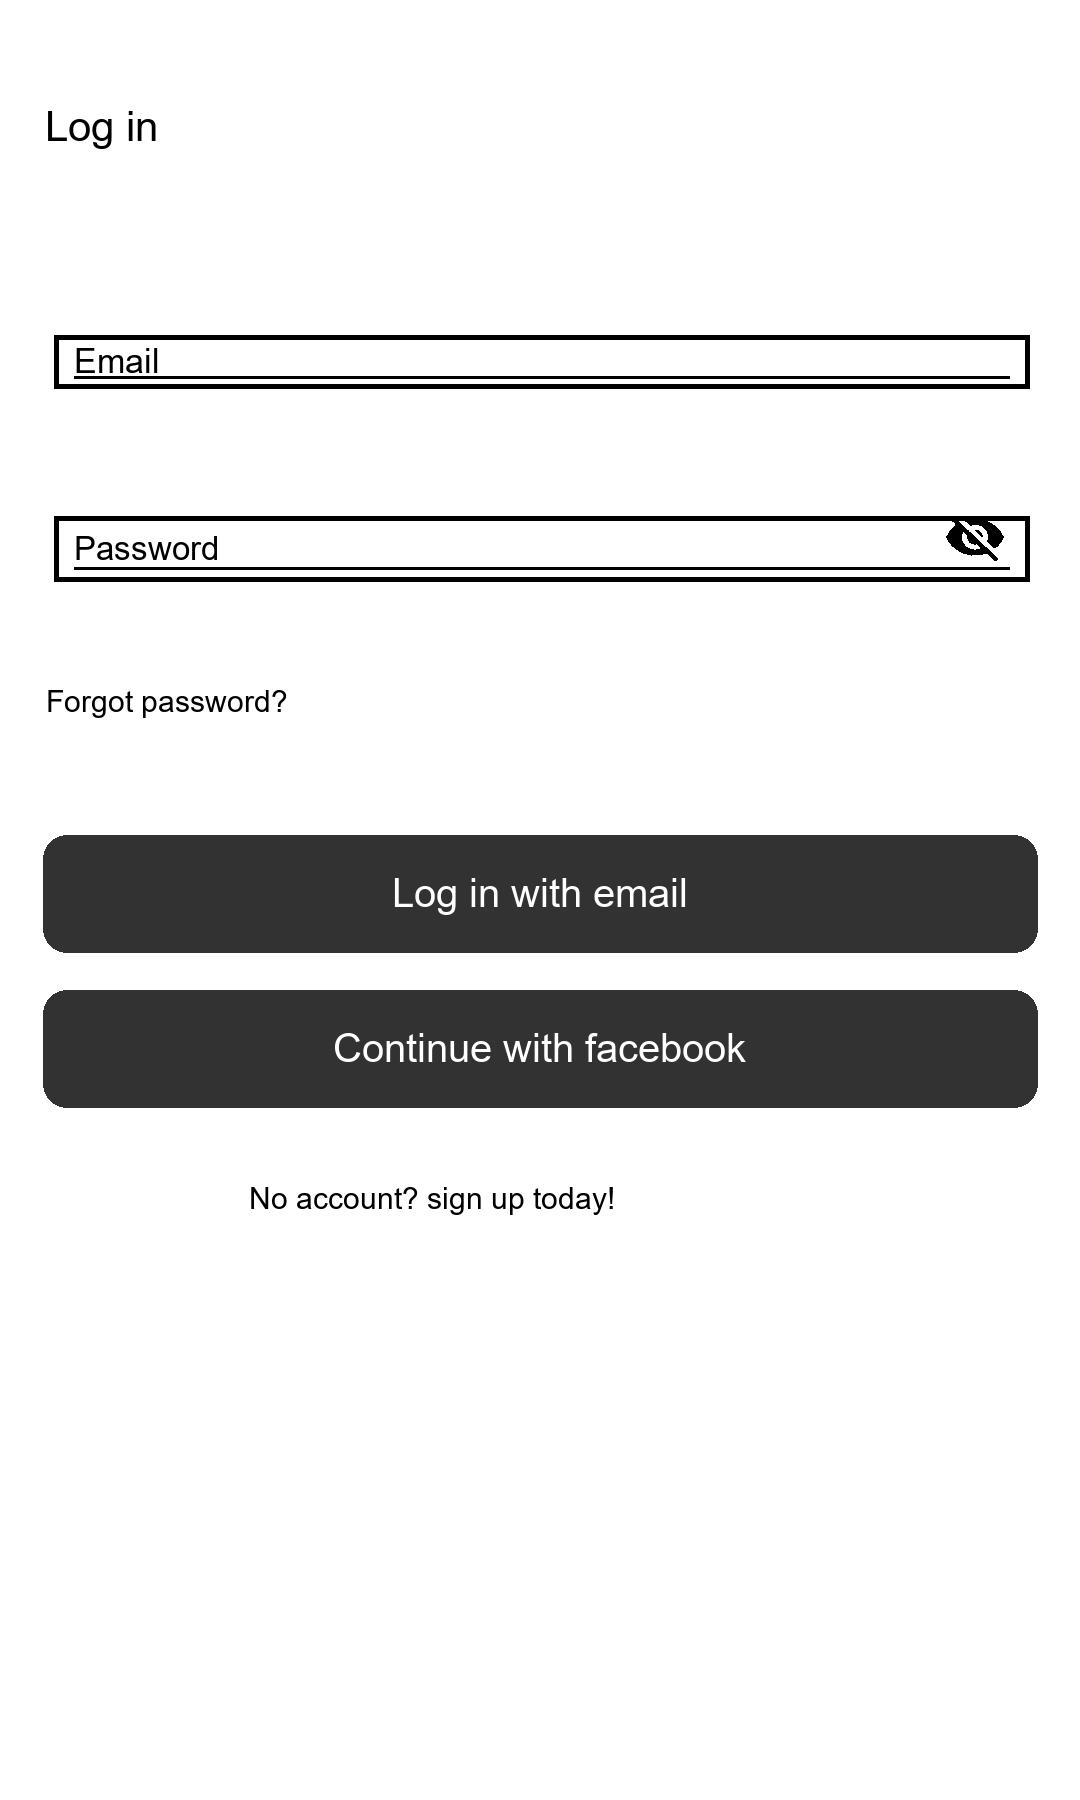 Log in
Email
Password
Forgot password?
Log in with email
Continue with facebook
No account? sign up today!